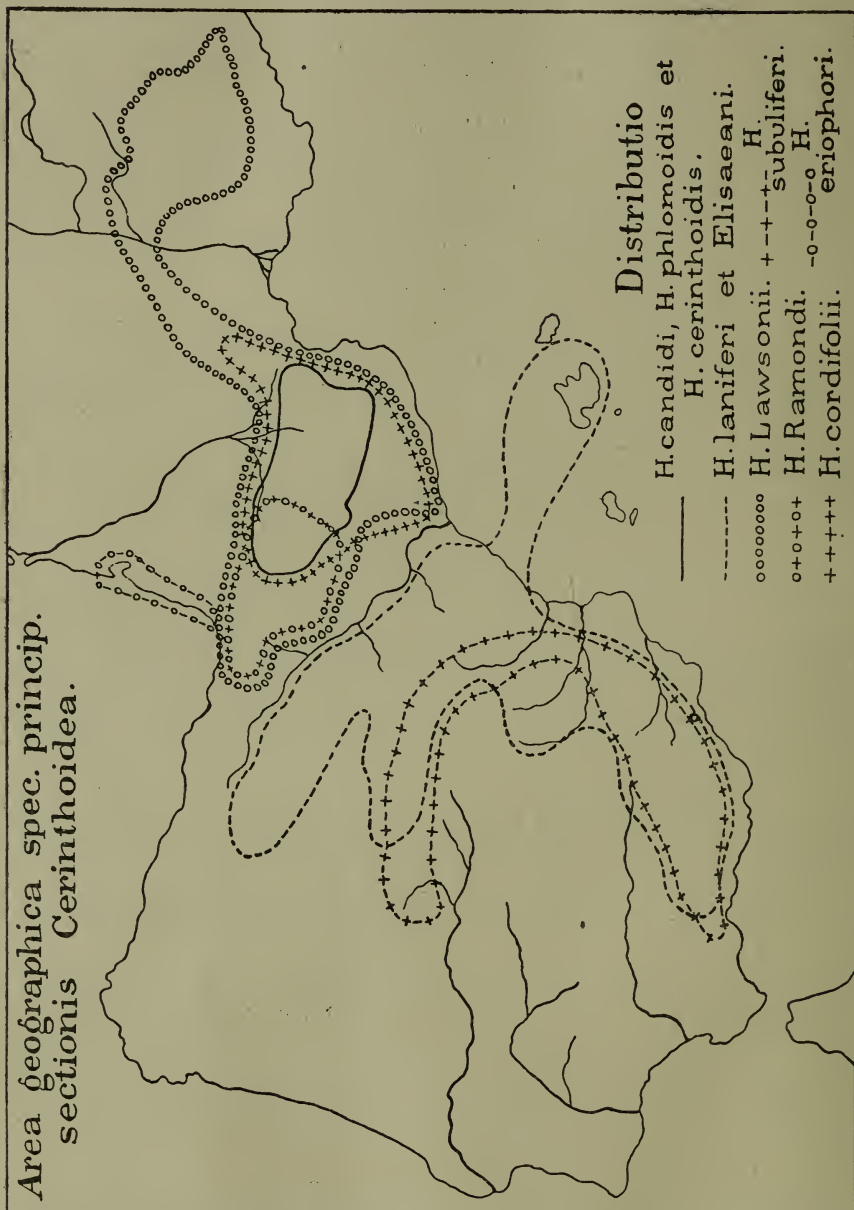 Area geographica spec. princip.
sectionis Cerinthoidea.
Distributio
H. candidi, H. phlomoidis et
H. cerinthoidis.
H. laniferi et Elisaeani.
H. Lawsonii. +-+-+- H. subuliferi.
H. Ramondi. -o-o-o-o H. eriophori.
H. cordifolii.